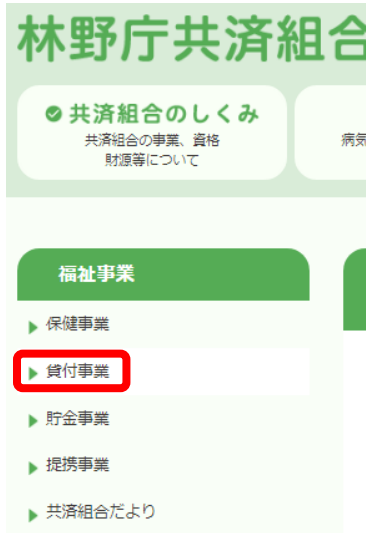 林野庁共済組合
共済組合のしくみ
共済組合の事業、資格
財源等について
病気
福祉事業
保健事業
貸付事業
貯金事業
提携事業
共済組合だより